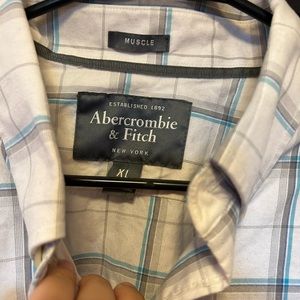 MUSCLE
ESTABLISHED 1892
Abercrombie
& Fitch
NEW YORK
XL